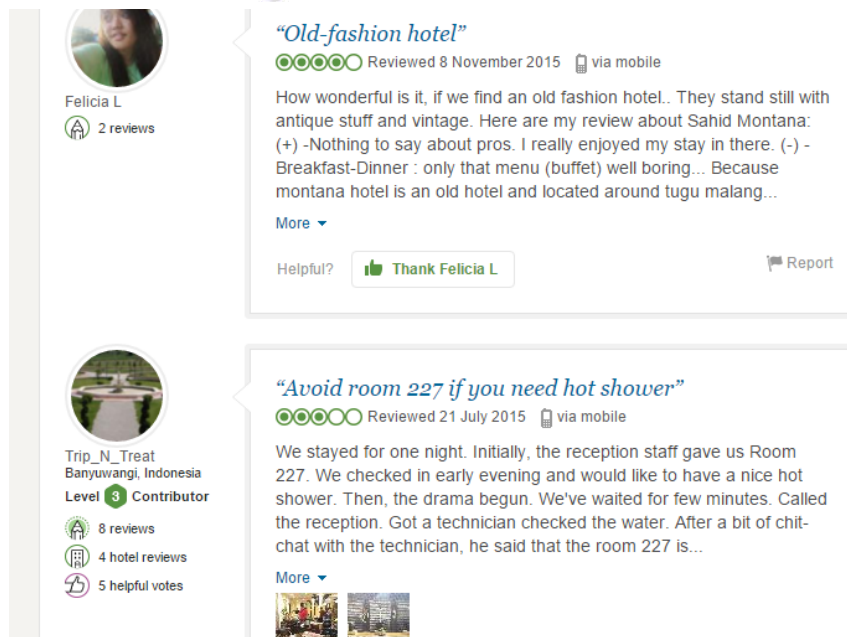 “Old-fashion hotel”
Reviewed 8 November 2015 via mobile
Felicia L
2 reviews
How wonderful is it, if we find an old fashion hotel.. They stand still with
antique stuff and vintage. Here are my review about Sahid Montana:
(+) -Nothing to say about pros. I really enjoyed my stay in there. (-) -
Breakfast-Dinner : only that menu (buffet) well boring... Because
montana hotel is an old hotel and located around tugu malang...
More
Helpful? Thank Felicia L
Report
“Avoid room 227 if you need hot shower”
Reviewed 21 July 2015 via mobile
Trip_N_Treat
Banyuwangi, Indonesia
Level 3 Contributor
8 reviews
4 hotel reviews
5 helpful votes
We stayed for one night. Initially, the reception staff gave us Room
227. We checked in early evening and would like to have a nice hot
shower. Then, the drama begun. We've waited for few minutes. Called
the reception. Got a technician checked the water. After a bit of chit-
chat with the technician, he said that the room 227 is...
More